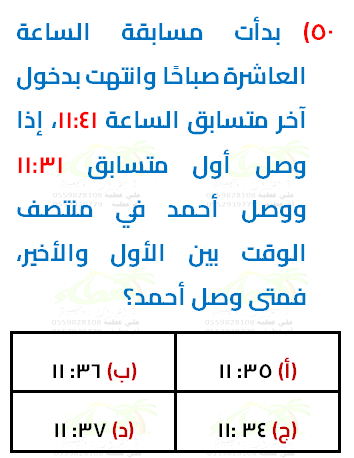 ٥٠) بدأت مسابقة الساعة
العاشرة صباحًا وانتهت بدخول
آخر متسابق الساعة ١١:٤١، إذا
وصل أول متسابق ١١:٣١
ووصل أحمد في منتصف
الوقت بين الأول والأخير،
فمتى وصل أحمد؟
(أ) ١١:٣٥
(ب) ١١:٣٦
(ج) ١١: ٣٤
(د) ١١:٣٧